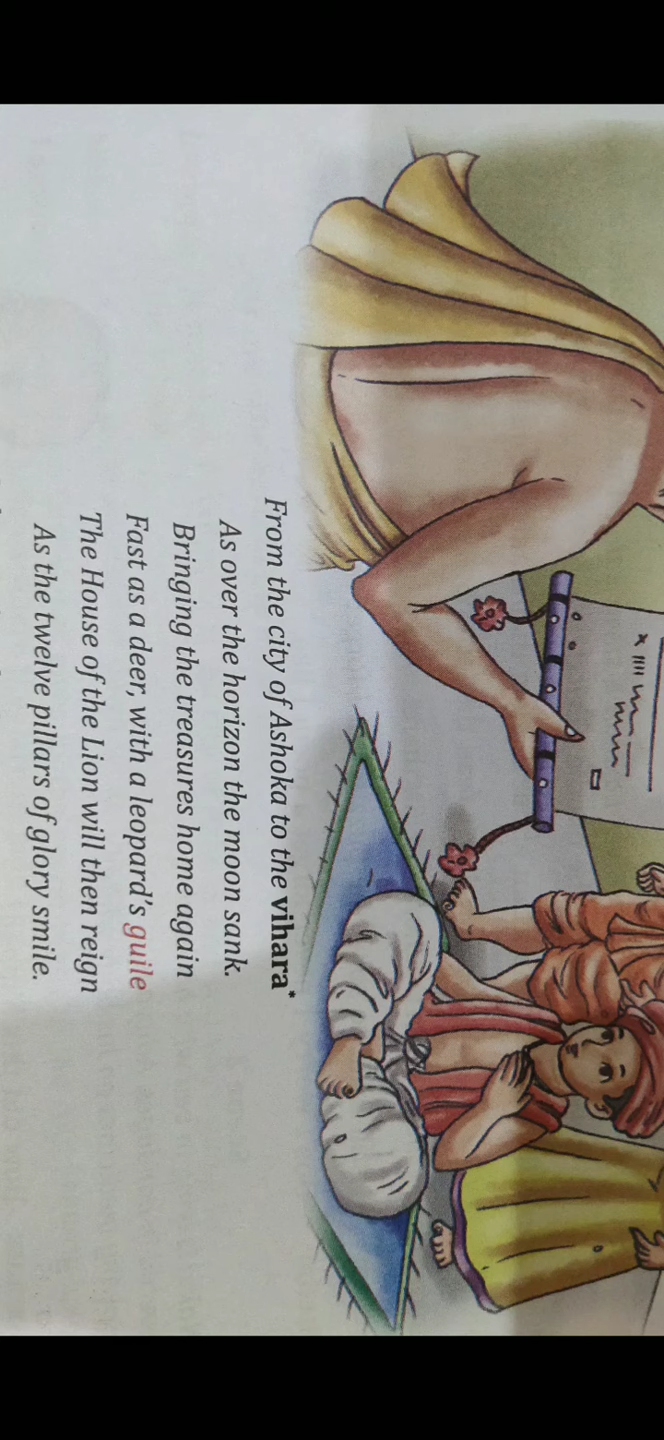 From the city of Ashoka to the vihara*
As over the horizon the moon sank.
Bringing the treasures home again
Fast as a deer, with a leopard's guile
The House of the Lion will then reign
As the twelve pillars of glory smile.